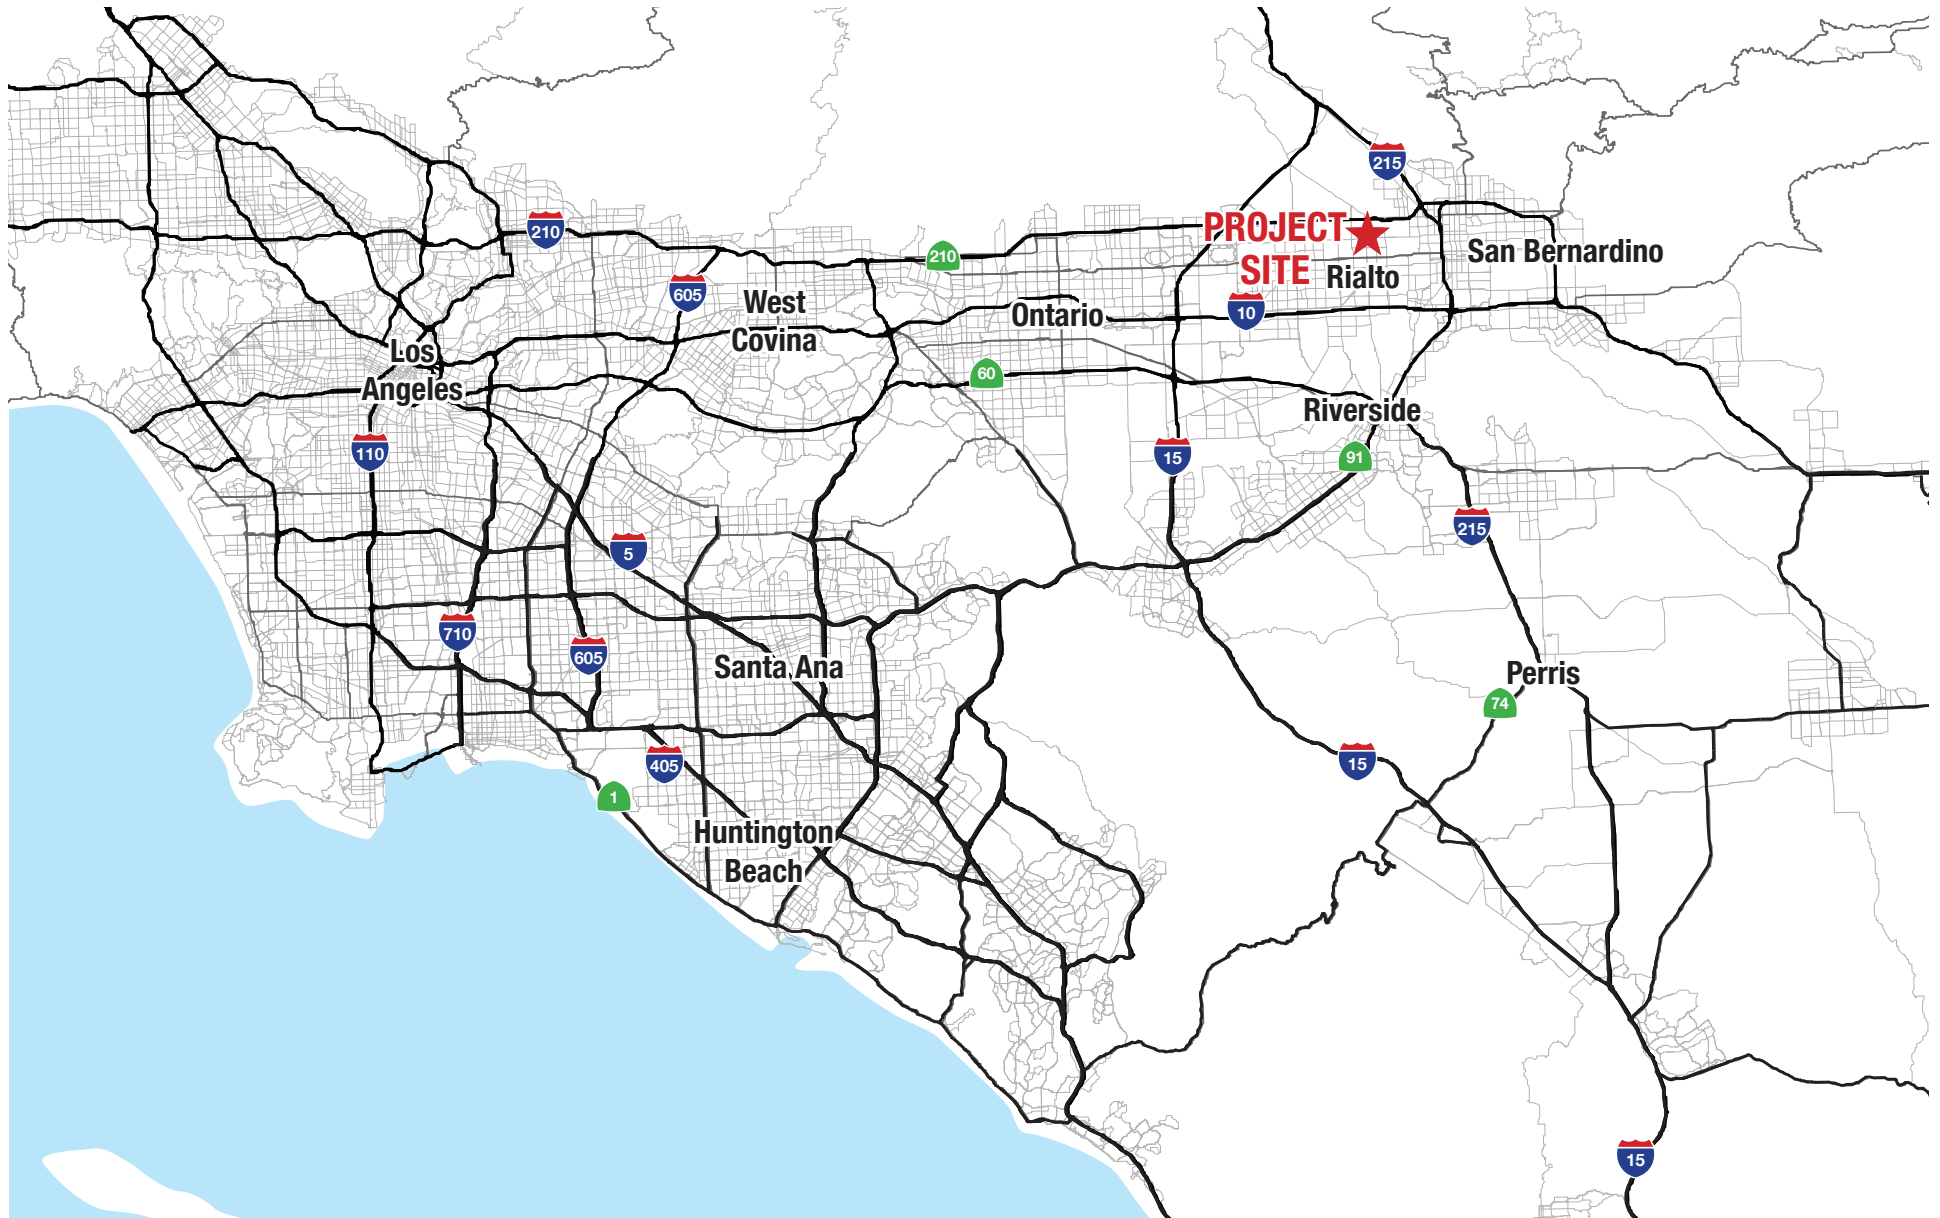 215
PROJECT
210
San Bernardino
210
SITE
Rialto
605
West
Covina
10
Ontario
Los
Angeles
60
Riverside
110
15
91
215
5
710
605
Santa Ana
Perris
74
405
15
1
Huntington
Beach
15